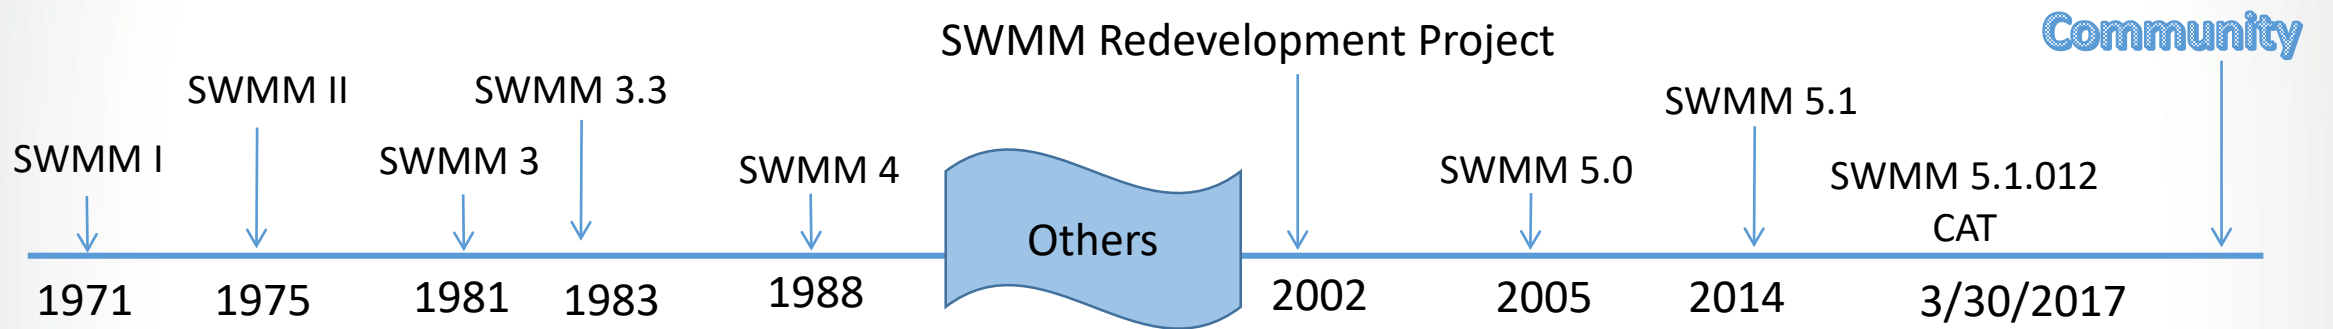 SWMM Redevelopment Project
Community
SWMM II
SWMM 3.3
SWMM 5.1
SWMM I
SWMM 3
SWMM 4
SWMM 5.0
SWMM 5.1.012
CAT
Others
1971
1975
1981
1983
1988
2002
2005
2014
3/30/2017